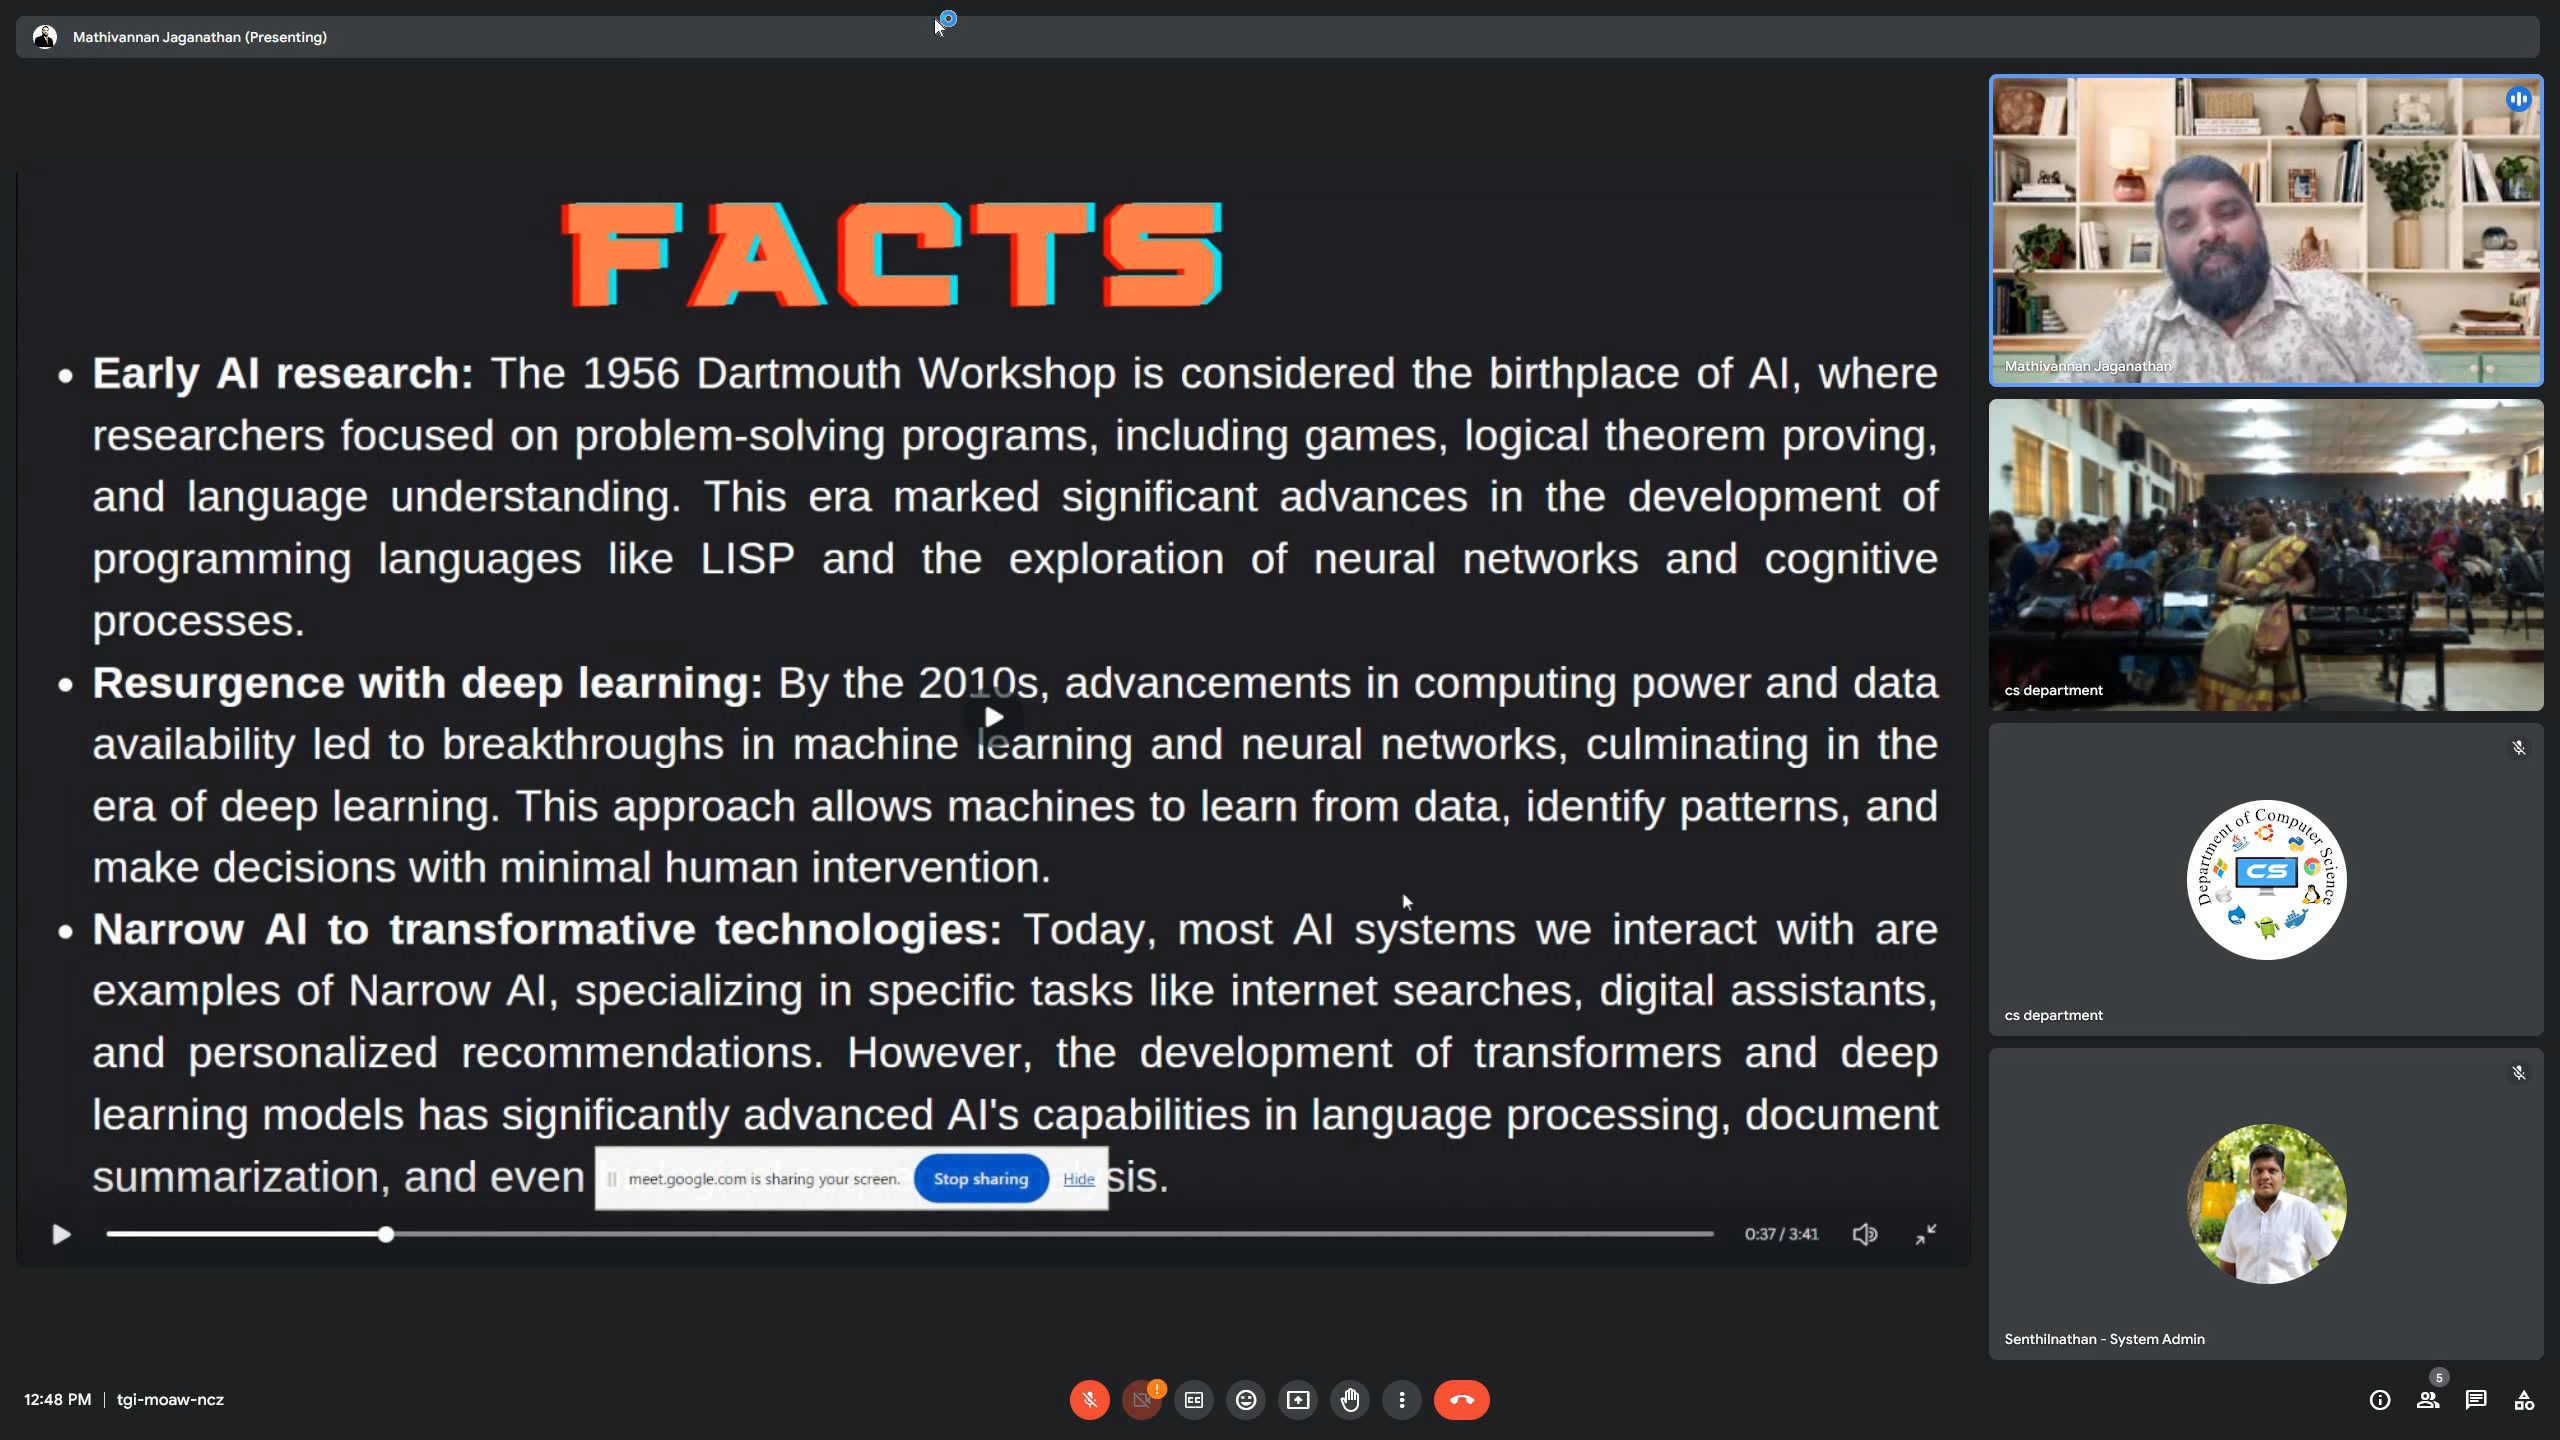 Mathivannan Jaganathan (Presenting)
FACTS
• Early AI research: The 1956 Dartmouth Workshop is considered the birthplace of AI, where
researchers focused on problem-solving programs, including games, logical theorem proving,
and language understanding. This era marked significant advances in the development of
programming languages like LISP and the exploration of neural networks and cognitive
processes.
• Resurgence with deep learning: By the 2010s, advancements in computing power and data
availability led to breakthroughs in machine learning and neural networks, culminating in the
era of deep learning. This approach allows machines to learn from data, identify patterns, and
make decisions with minimal human intervention.
• Narrow AI to transformative technologies: Today, most AI systems we interact with are
examples of Narrow AI, specializing in specific tasks like internet searches, digital assistants,
and personalized recommendations. However, the development of transformers and deep
learning models has significantly advanced AI's capabilities in language processing, document
summarization, and even sis.
meet.google.com is sharing your screen. Stop sharing Hide
0:37 / 3:41
Mathivannan Jaganathan
cs department
Department of Computer Science
CS
cs department
Senthilnathan - System Admin
12:48 PM | tgi-moaw-ncz
!
5